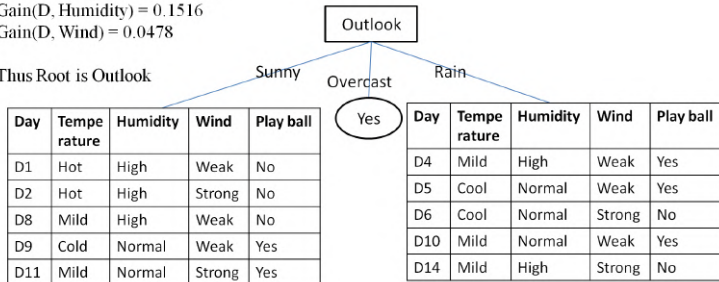 Gain(D, Humidity) = 0.1516
Gain(D, Wind) = 0.0478
Thus Root is Outlook
Outlook
Sunny
Overcast
Rain
Yes
Day Tempe rature Humidity Wind Play ball
D1 Hot High Weak No
D2 Hot High Strong No
D8 Mild High Weak No
D9 Cold Normal Weak Yes
D11 Mild Normal Strong Yes
Day Tempe rature Humidity Wind Play ball
D4 Mild High Weak Yes
D5 Cool Normal Weak Yes
D6 Cool Normal Strong No
D10 Mild Normal Weak Yes
D14 Mild High Strong No